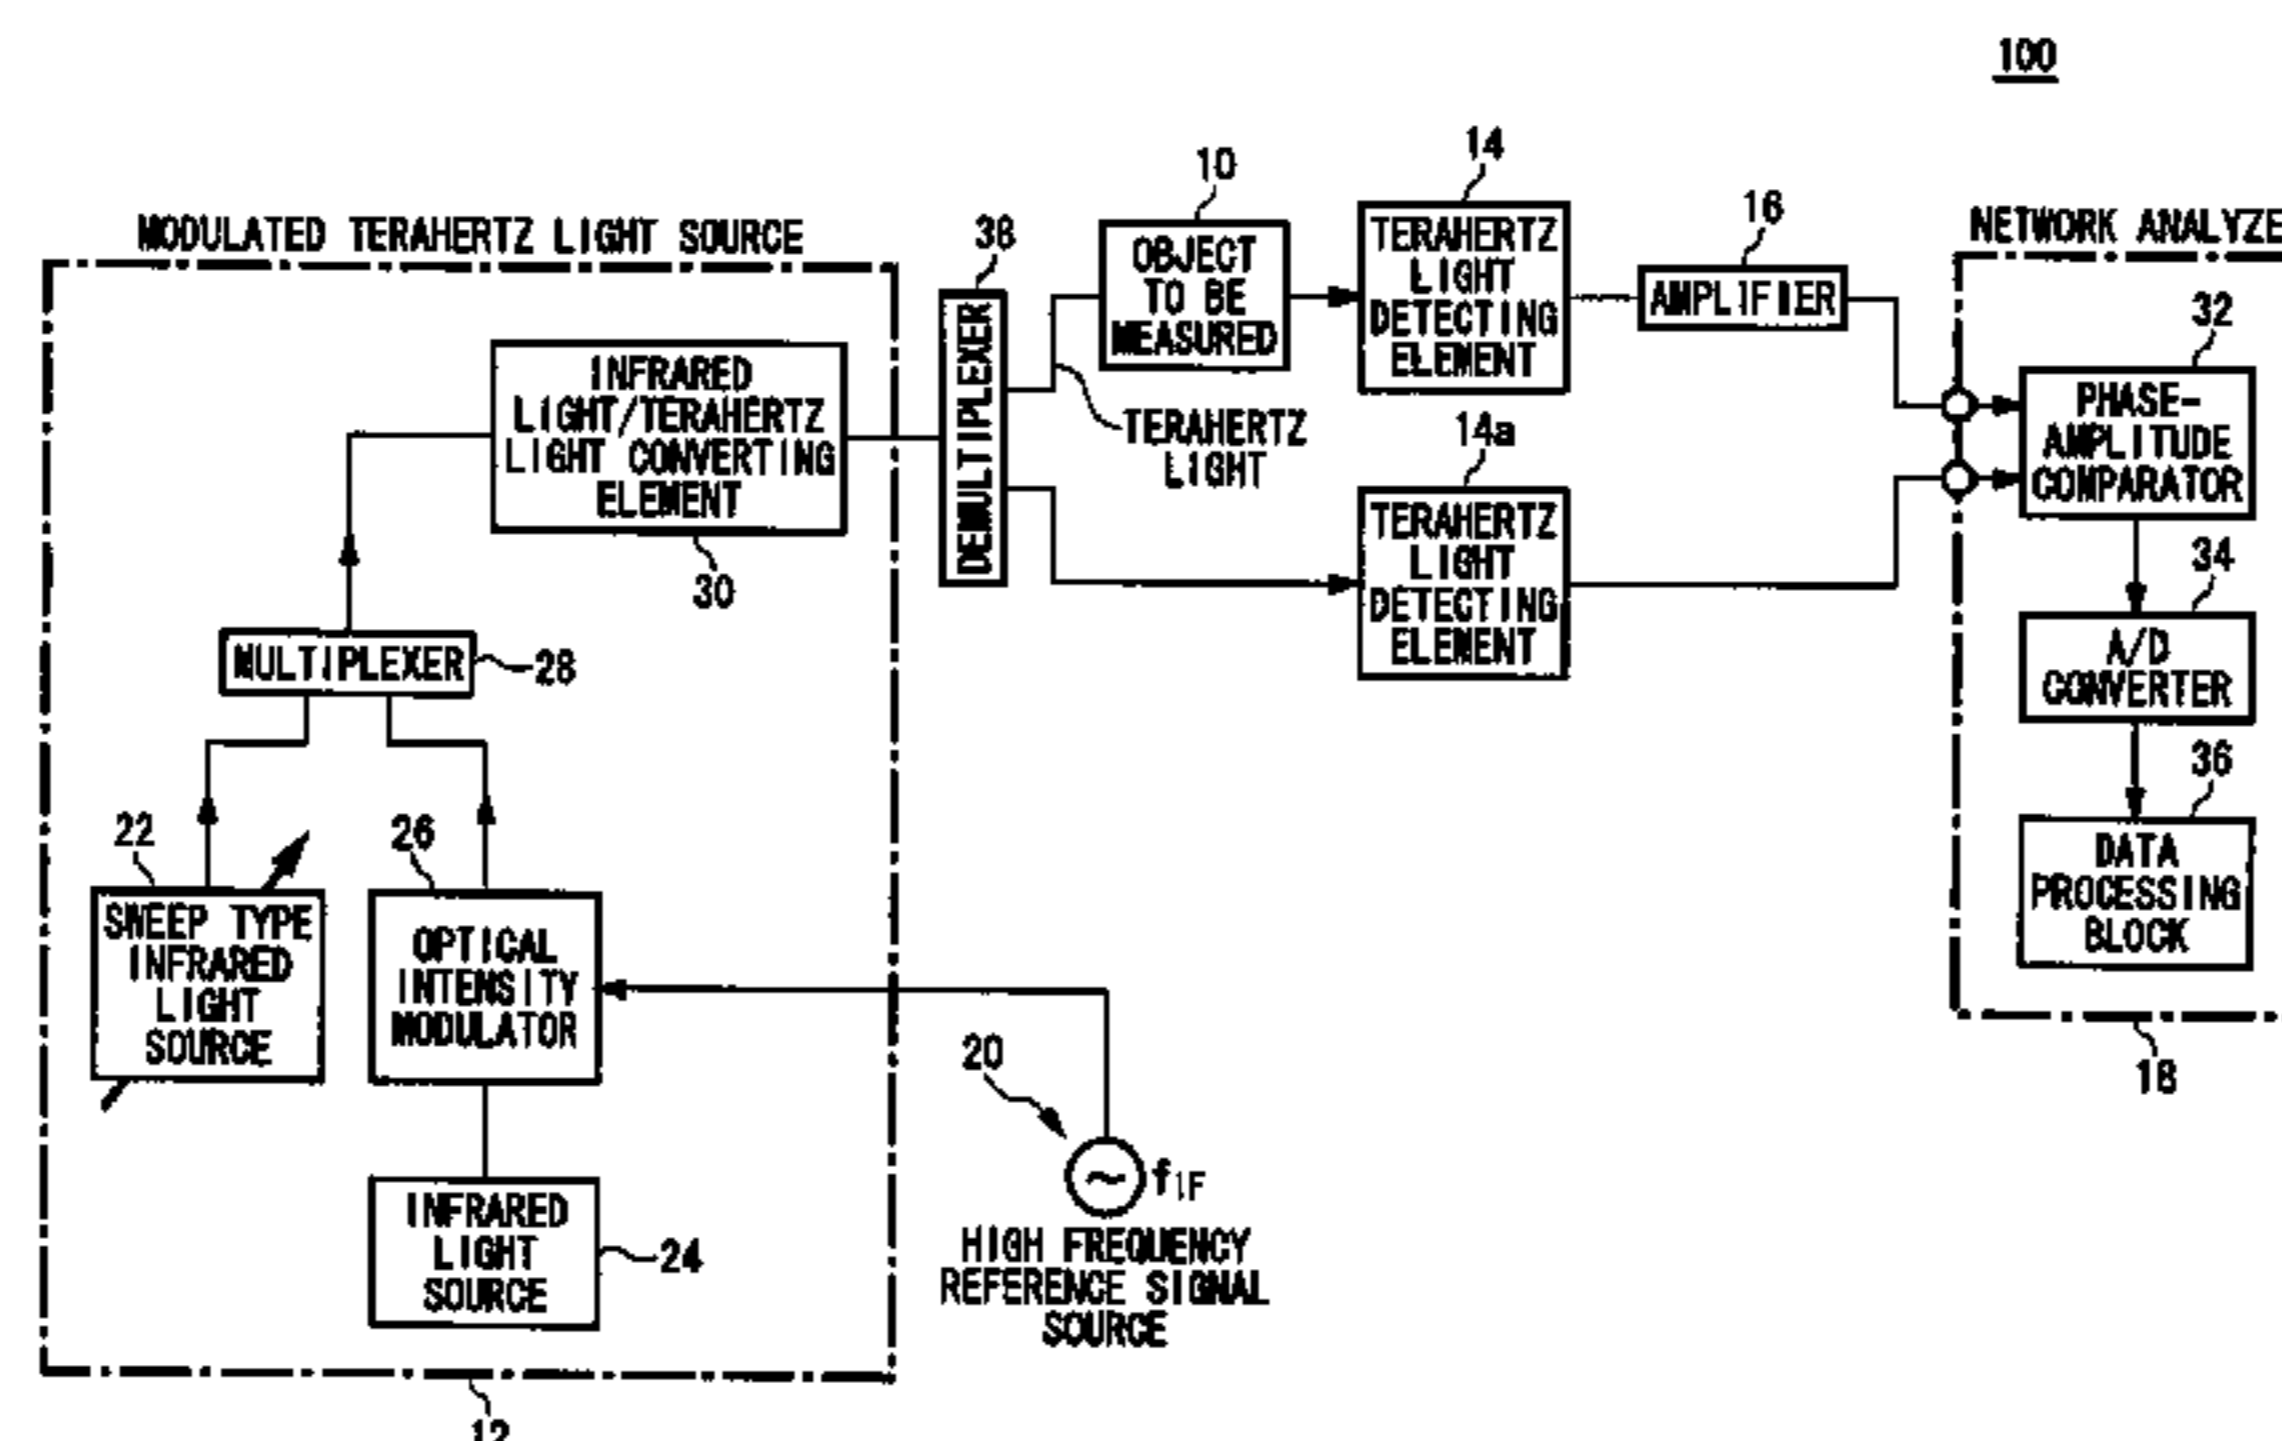 100
MODULATED TERAHERTZ LIGHT SOURCE
38
10
14
16
NETWORK ANALYZE
32
OBJECT
TO BE
MEASURED
TERAHERTZ
LIGHT
DETECTING
ELEMENT
AMPLIFIER
INFRARED
LIGHT/TERAHERTZ
LIGHT CONVERTING
ELEMENT
30
DEMULTIPLEXER
TERAHERTZ
LIGHT
14a
TERAHERTZ
LIGHT
DETECTING
ELEMENT
PHASE-
AMPLITUDE
COMPARATOR
34
A/D
CONVERTER
36
DATA
PROCESSING
BLOCK
18
MULTIPLEXER
28
22
SWEEP TYPE
INFRARED
LIGHT
SOURCE
26
OPTICAL
INTENSITY
MODULATOR
INFRARED
LIGHT
SOURCE
24
20
f1F
HIGH FREQUENCY
REFERENCE SIGNAL
SOURCE
12